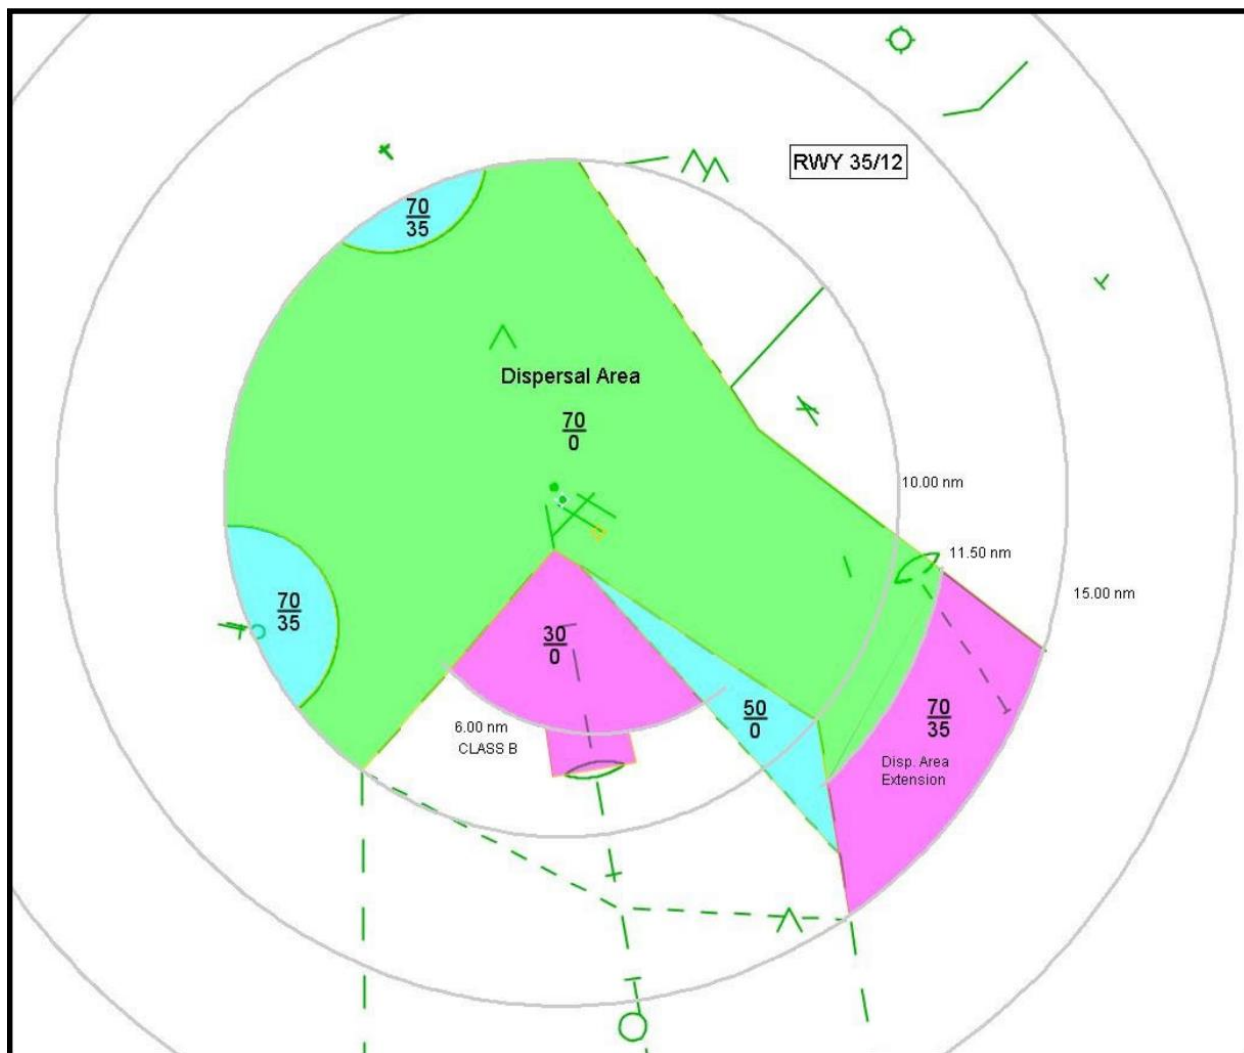 RWY 35/12
70
35
Dispersal Area
70
0
10.00 nm
11.50 nm
15.00 nm
70
35
30
0
50
0
70
35
6.00 nm
CLASS B
Disp. Area
Extension